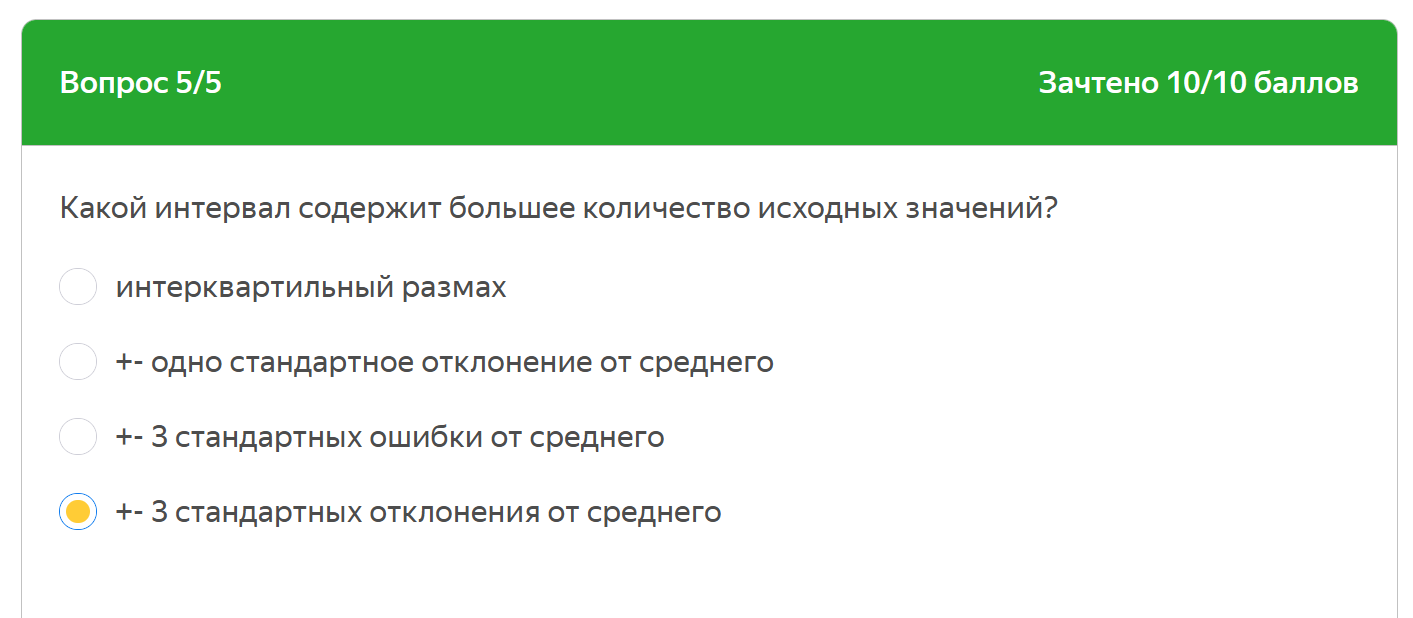 Вопрос 5/5
Зачтено 10/10 баллов
Какой интервал содержит большее количество исходных значений?
интерквартильный размах
+- одно стандартное отклонение от среднего
+- 3 стандартных ошибки от среднего
+- 3 стандартных отклонения от среднего